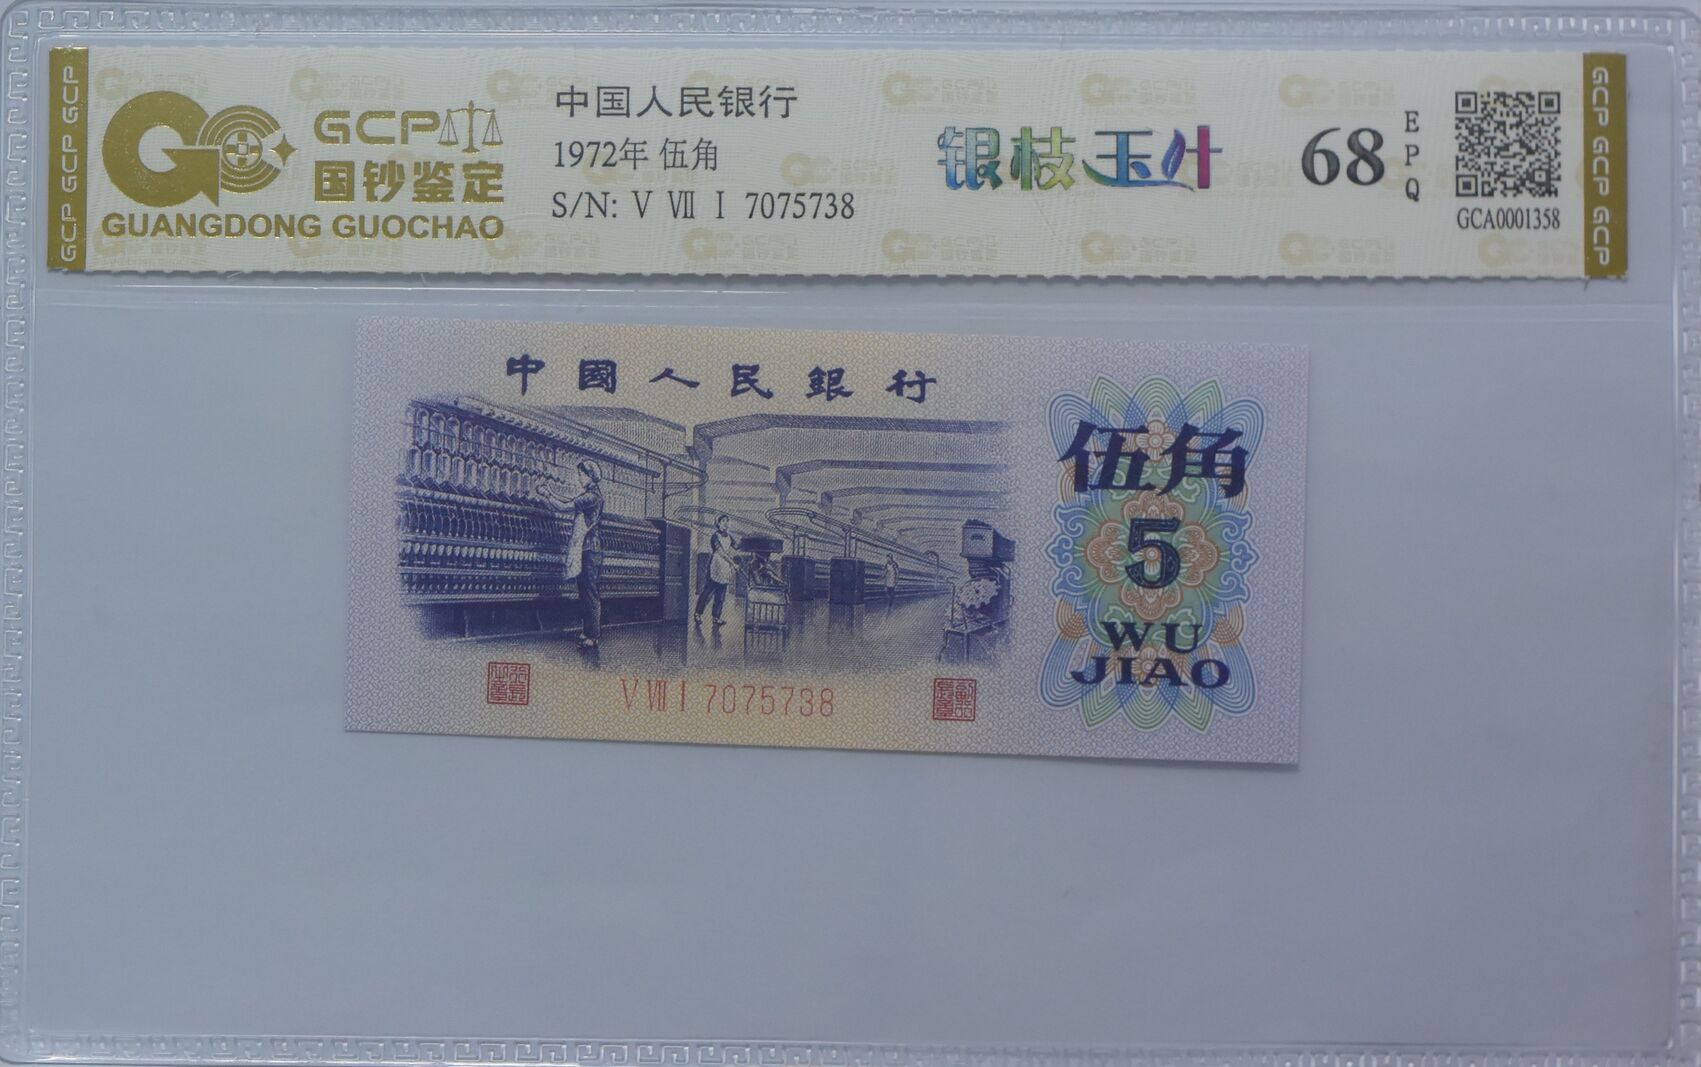 GCP GCP GCP
GCP
国钞鉴定
GUANGDONG GUOCHAO
中国人民银行
1972年 伍角
S/N: V VII I 7075738
银枝玉叶
68
EPQ
GCA0001358
GCP GCP GCP
中國人民銀行
伍角
5
WU
JIAO
V VII I 7075738